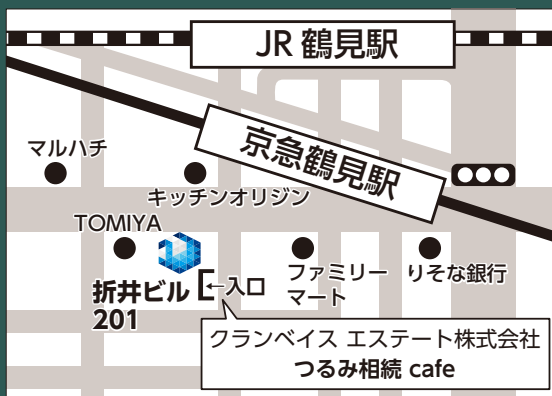 JR 鶴見駅
京急鶴見駅
マルハチ
キッチンオリジン
TOMIYA
折井ビル
201
←入口
ファミリー
マート
りそな銀行
クランベイス エステート株式会社
つるみ相続 cafe